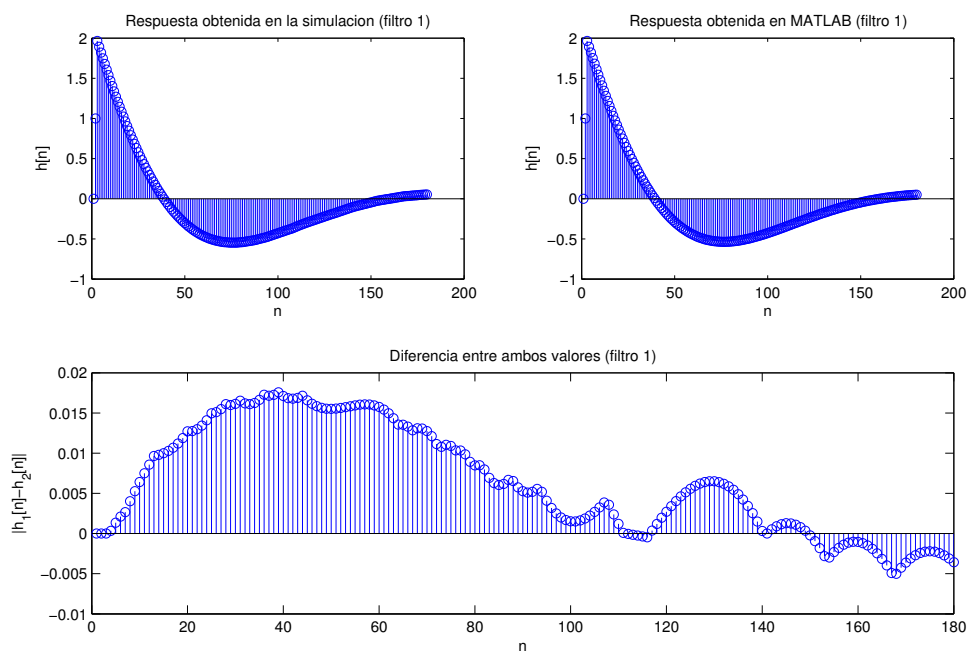 Respuesta obtenida en la simulacion (filtro 1)
2
1.5
1
0.5
0
−0.5
−1
h[n]
0 50 100 150 200
n
Respuesta obtenida en MATLAB (filtro 1)
2
1.5
1
0.5
0
−0.5
−1
h[n]
0 50 100 150 200
n
Diferencia entre ambos valores (filtro 1)
0.02
0.015
0.01
0.005
0
−0.005
−0.01
|h1[n]−h2[n]|
0 20 40 60 80 100 120 140 160 180
n